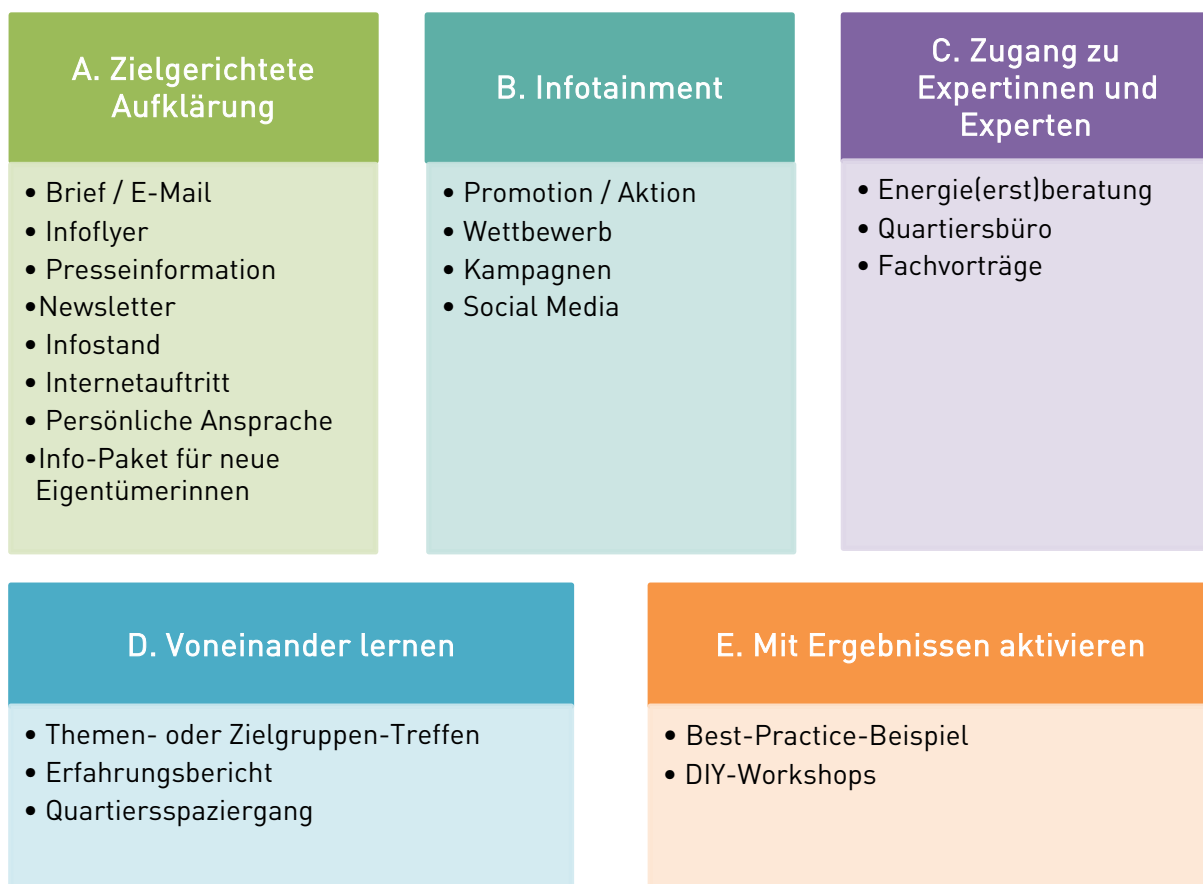 A. Zielgerichtete
Aufklärung
• Brief / E-Mail
• Infoflyer
• Presseinformation
•Newsletter
• Infostand
• Internetauftritt
• Persönliche Ansprache
•Info-Paket für neue
Eigentümerinnen
B. Infotainment
• Promotion / Aktion
• Wettbewerb
• Kampagnen
• Social Media
C. Zugang zu
Expertinnen und
Experten
• Energie(erst)beratung
• Quartiersbüro
• Fachvorträge
D. Voneinander lernen
• Themen- oder Zielgruppen-Treffen
• Erfahrungsbericht
• Quartiersspaziergang
E. Mit Ergebnissen aktivieren
• Best-Practice-Beispiel
• DIY-Workshops